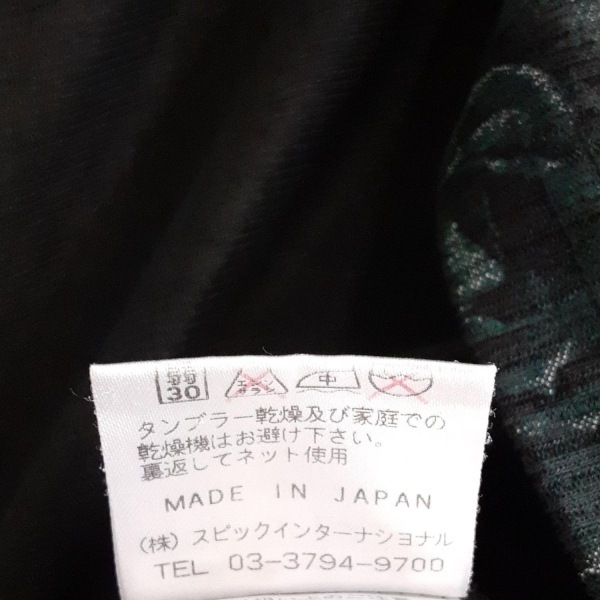 30
中
タンブラー乾燥及び家庭での
乾燥機はお避け下さい。
裏返してネット使用
MADE IN JAPAN
(株)スピックインターナショナル
TEL 03-3794-9700